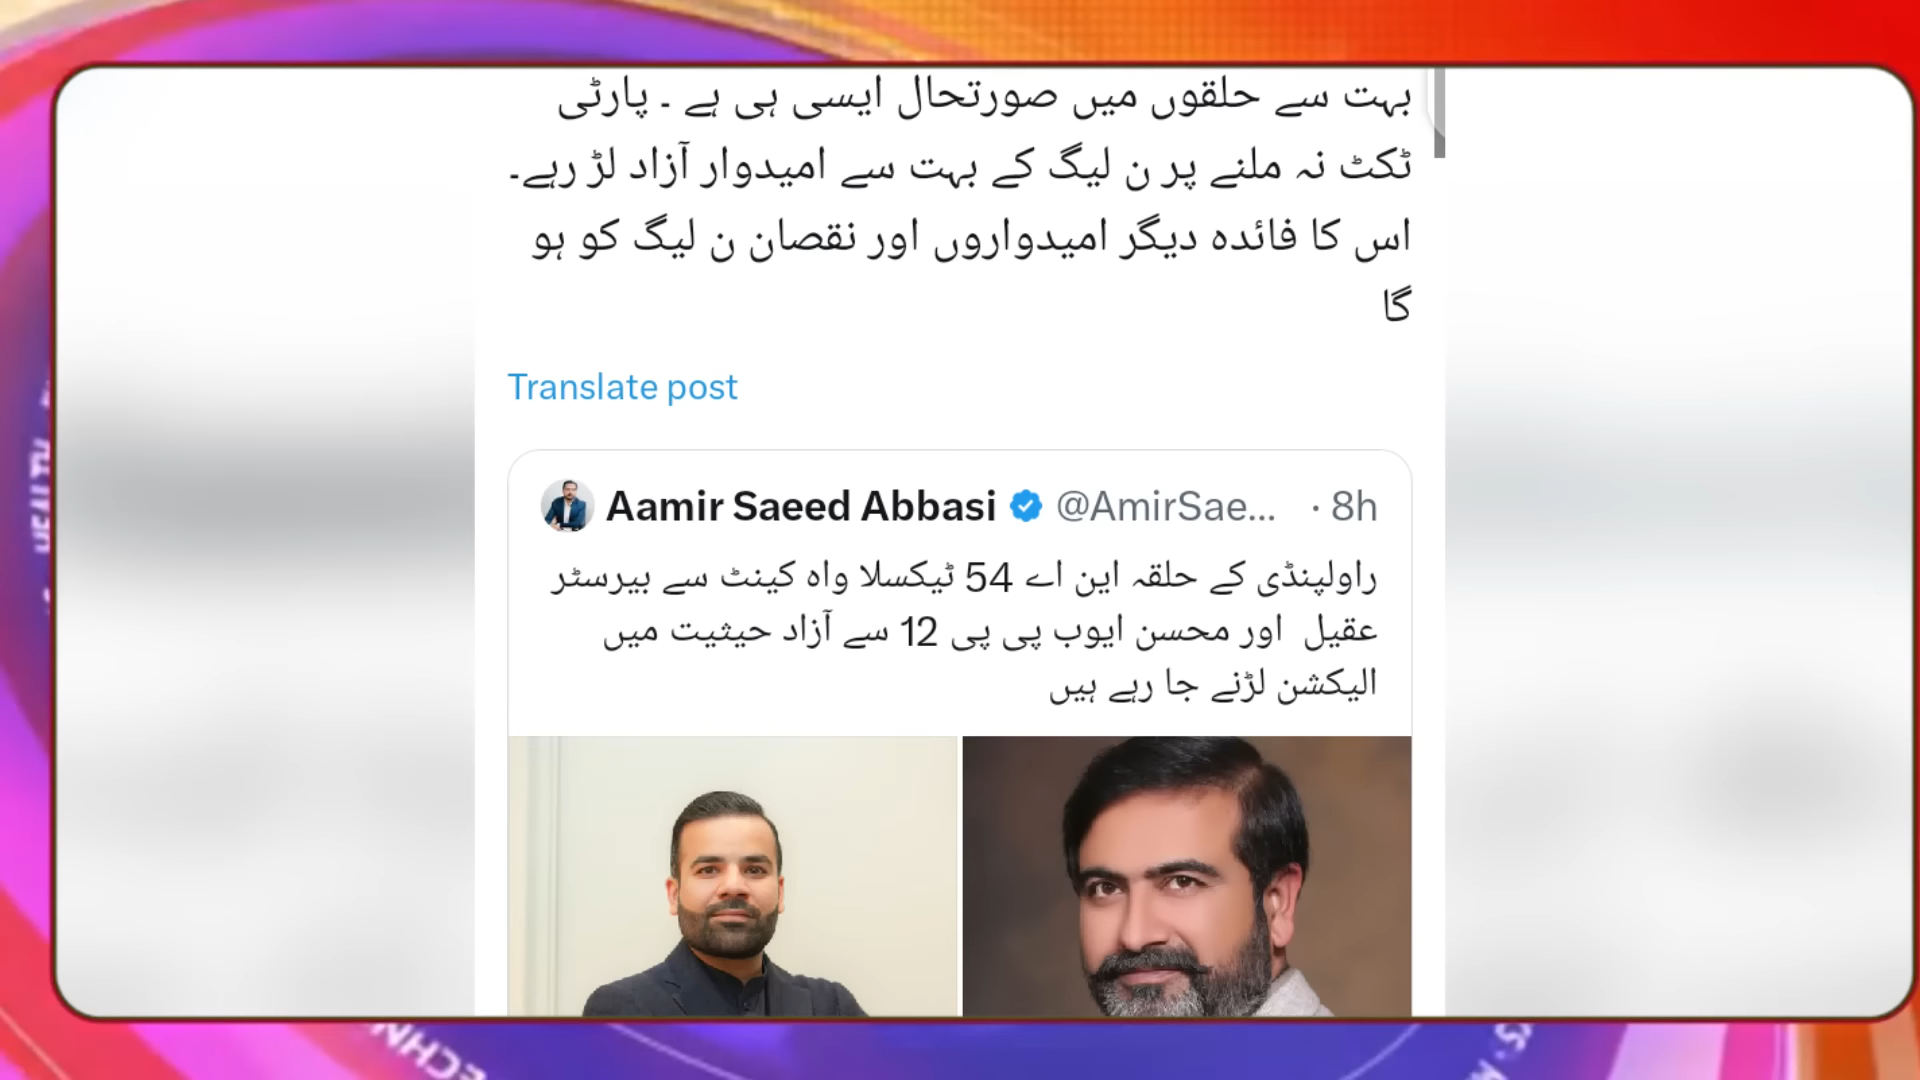 بہت سے حلقوں میں صورتحال ایسی ہی ہے ۔ پارٹی
ٹکٹ نہ ملنے پر ن لیگ کے بہت سے امیدوار آزاد لڑ رہے۔
اس کا فائدہ دیگر امیدواروں اور نقصان ن لیگ کو ہو
گا
Translate post
Aamir Saeed Abbasi @AmirSae... · 8h
راولپنڈی کے حلقہ این اے 54 ٹیکسلا واہ کینٹ سے بیرسٹر
عقیل اور محسن ایوب پی پی 12 سے آزاد حیثیت میں
الیکشن لڑنے جا رہے ہیں